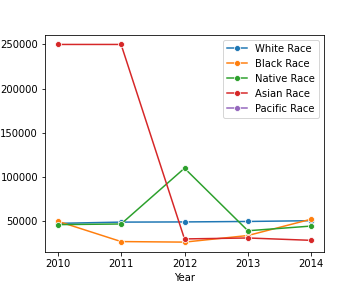 250000
200000
150000
100000
50000
2010 2011 2012 2013 2014
Year
White Race
Black Race
Native Race
Asian Race
Pacific Race